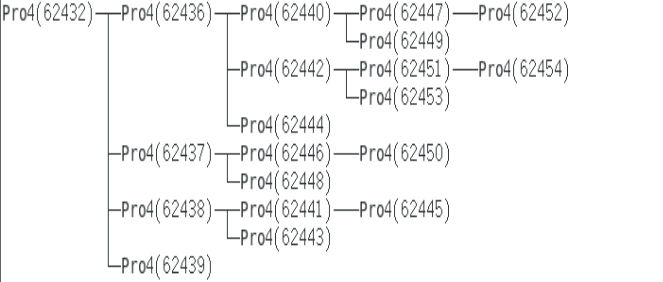 Pro4(62432)─┬─Pro4(62436)─┬─Pro4(62440)─┬─Pro4(62447)───Pro4(62452)
└─Pro4(62449)
├─Pro4(62442)─┬─Pro4(62451)───Pro4(62454)
└─Pro4(62453)
└─Pro4(62444)
├─Pro4(62437)─┬─Pro4(62446)───Pro4(62450)
└─Pro4(62448)
├─Pro4(62438)─┬─Pro4(62441)───Pro4(62445)
└─Pro4(62443)
└─Pro4(62439)